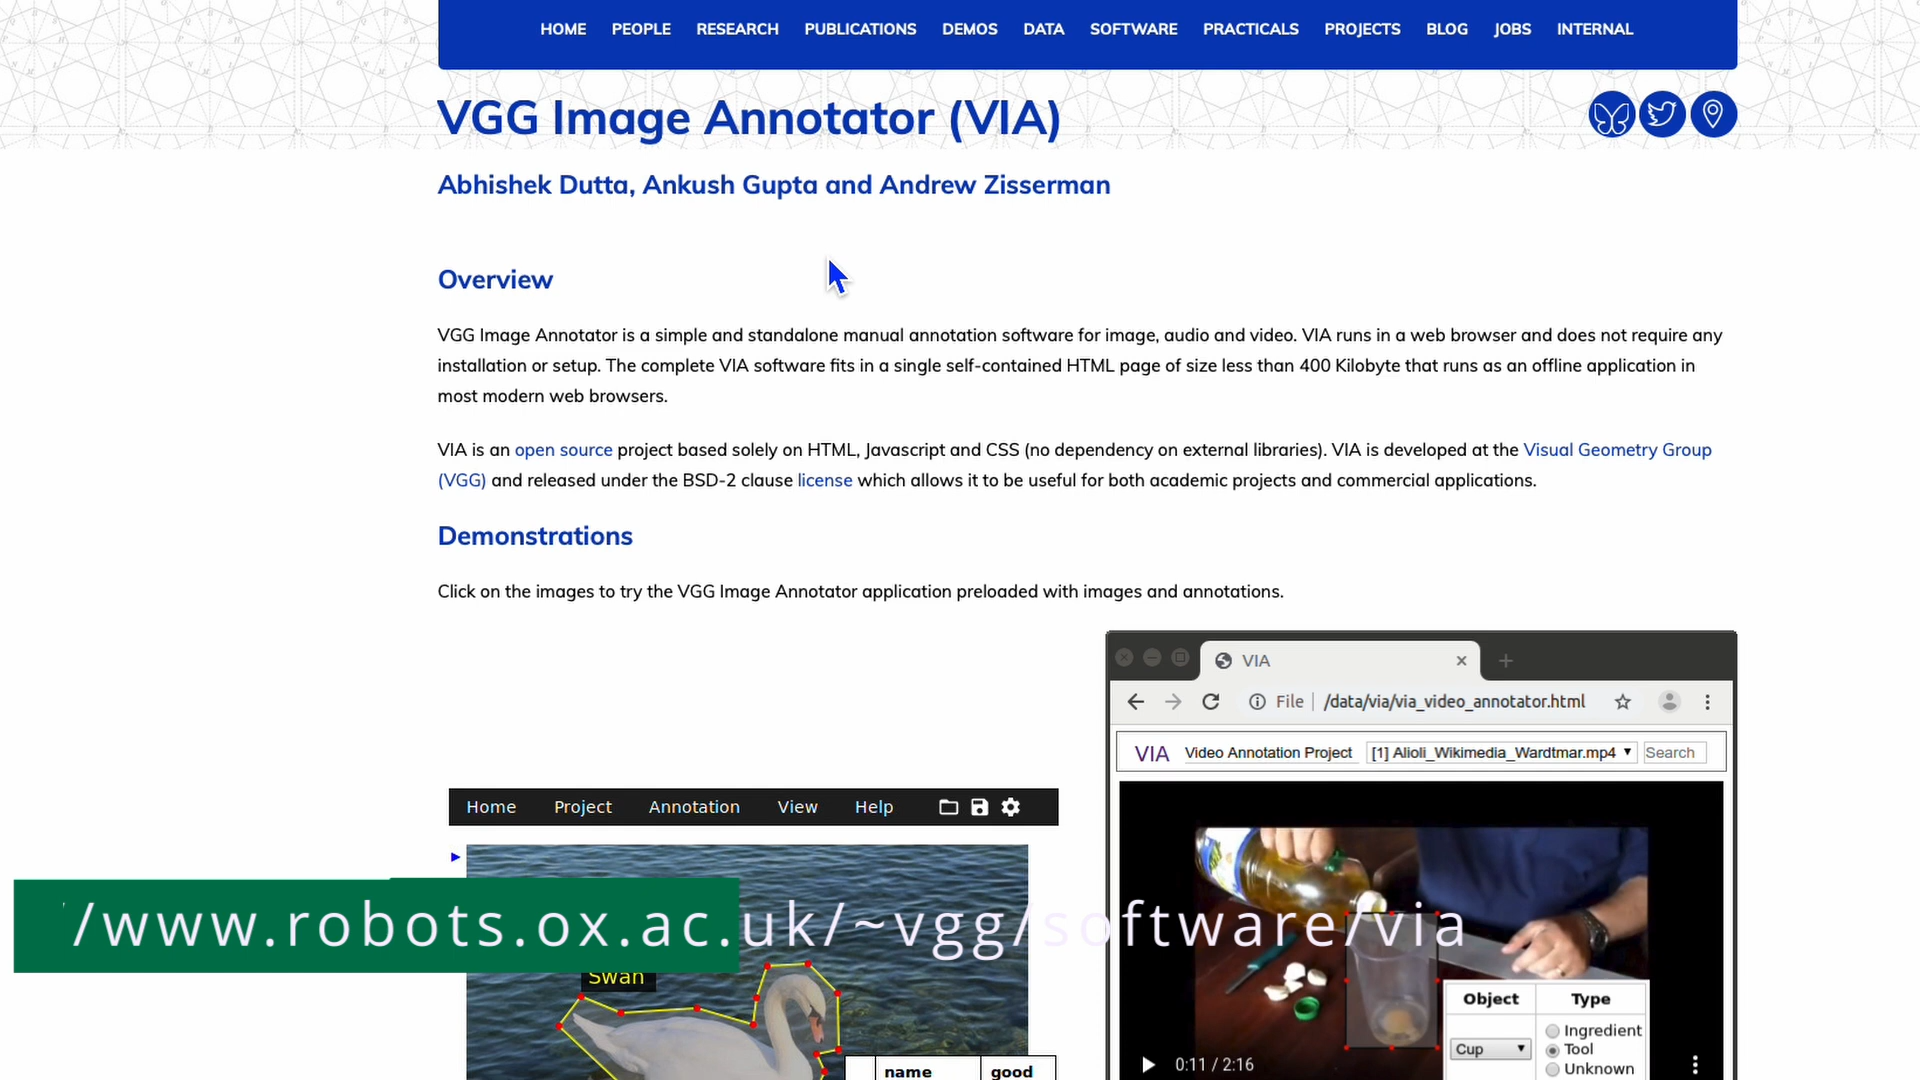 HOME PEOPLE RESEARCH PUBLICATIONS DEMOS DATA SOFTWARE PRACTICALS PROJECTS BLOG JOBS INTERNAL
VGG Image Annotator (VIA)
Abhishek Dutta, Ankush Gupta and Andrew Zisserman
Overview
VGG Image Annotator is a simple and standalone manual annotation software for image, audio and video. VIA runs in a web browser and does not require any
installation or setup. The complete VIA software fits in a single self-contained HTML page of size less than 400 Kilobyte that runs as an offline application in
most modern web browsers.
VIA is an open source project based solely on HTML, Javascript and CSS (no dependency on external libraries). VIA is developed at the Visual Geometry Group
(VGG) and released under the BSD-2 clause license which allows it to be useful for both academic projects and commercial applications.
Demonstrations
Click on the images to try the VGG Image Annotator application preloaded with images and annotations.
VIA
File /data/via/via_video_annotator.html
VIA Video Annotation Project [1] Alioli_Wikimedia_Wardtmar.mp4 Search
Home Project Annotation View Help
/www.robots.ox.ac.uk/~vgg/software/via
Swan
name good
Object Type
Cup
Ingredient
Tool
Unknown
0:11 / 2:16